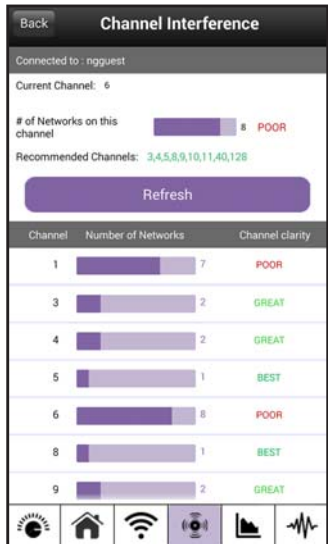 Back Channel Interference
Connected to : ngguest
Current Channel: 6
# of Networks on this channel 8 POOR
Recommended Channels: 3,4,5,8,9,10,11,40,128
Refresh
Channel Number of Networks Channel clarity
1 7 POOR
3 2 GREAT
4 2 GREAT
5 1 BEST
6 8 POOR
8 1 BEST
9 2 GREAT